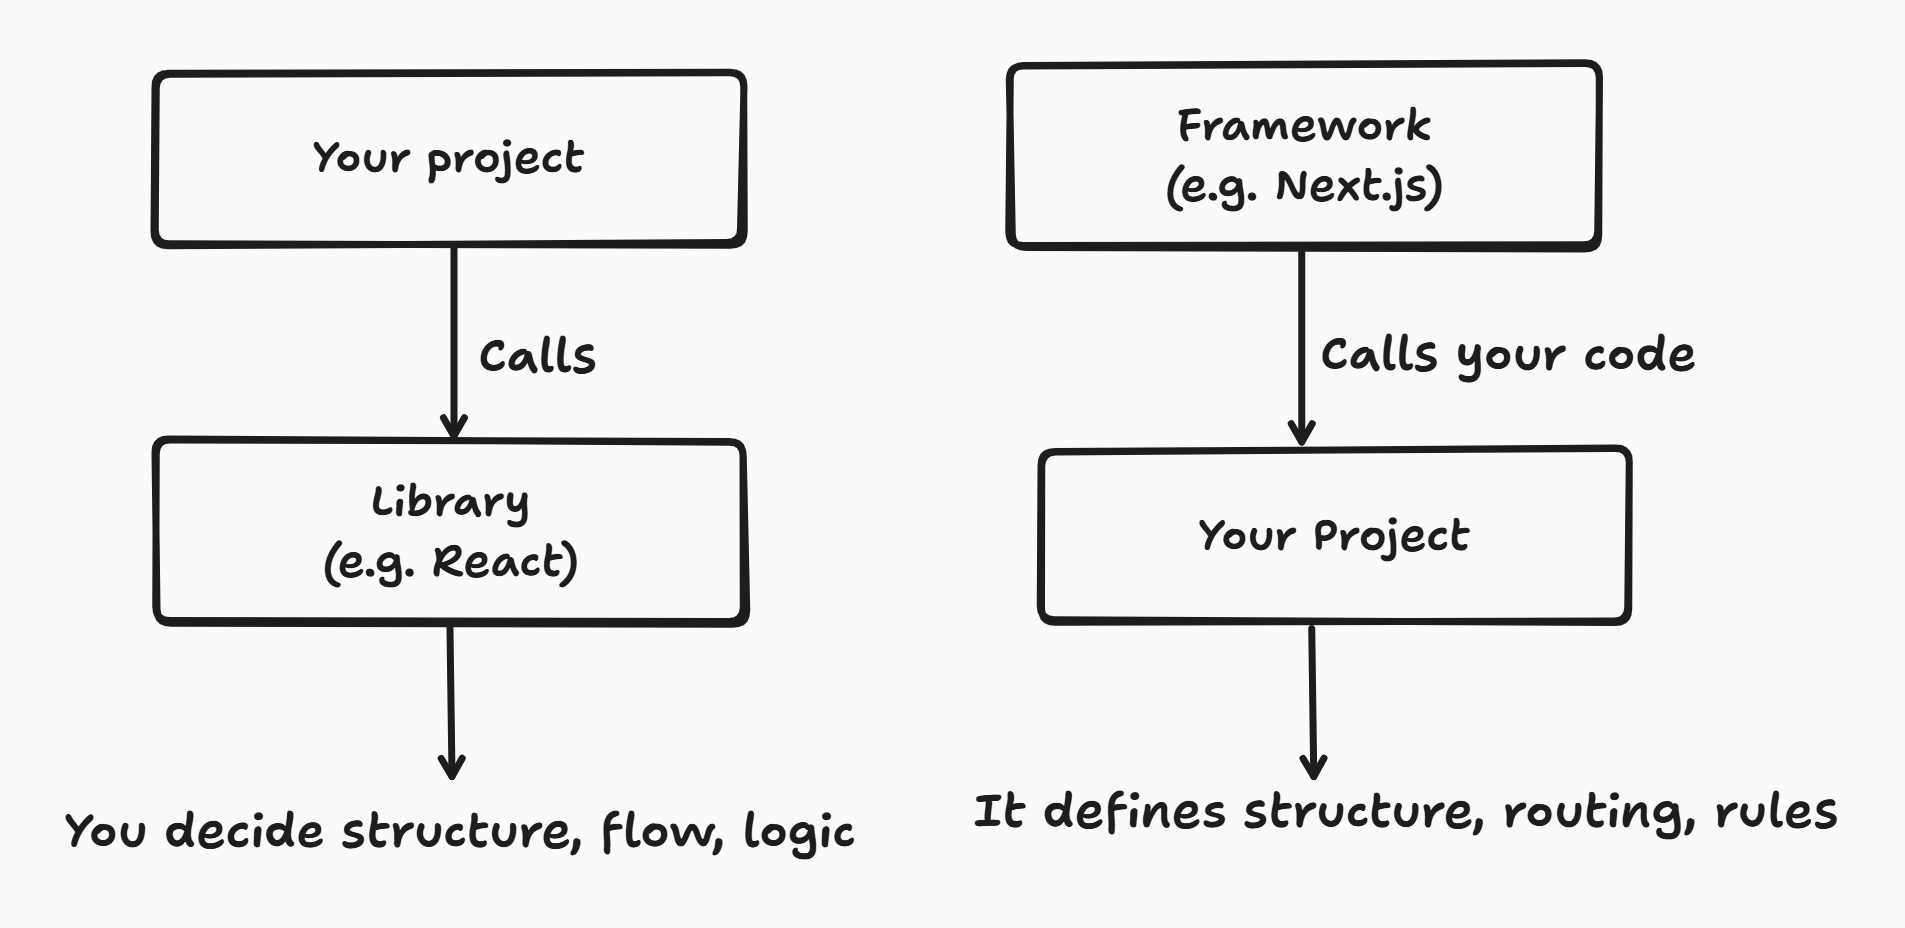 Your project
Calls
Library
(e.g. React)
You decide structure, flow, logic
Framework
(e.g. Next.js)
Calls your code
Your Project
It defines structure, routing, rules